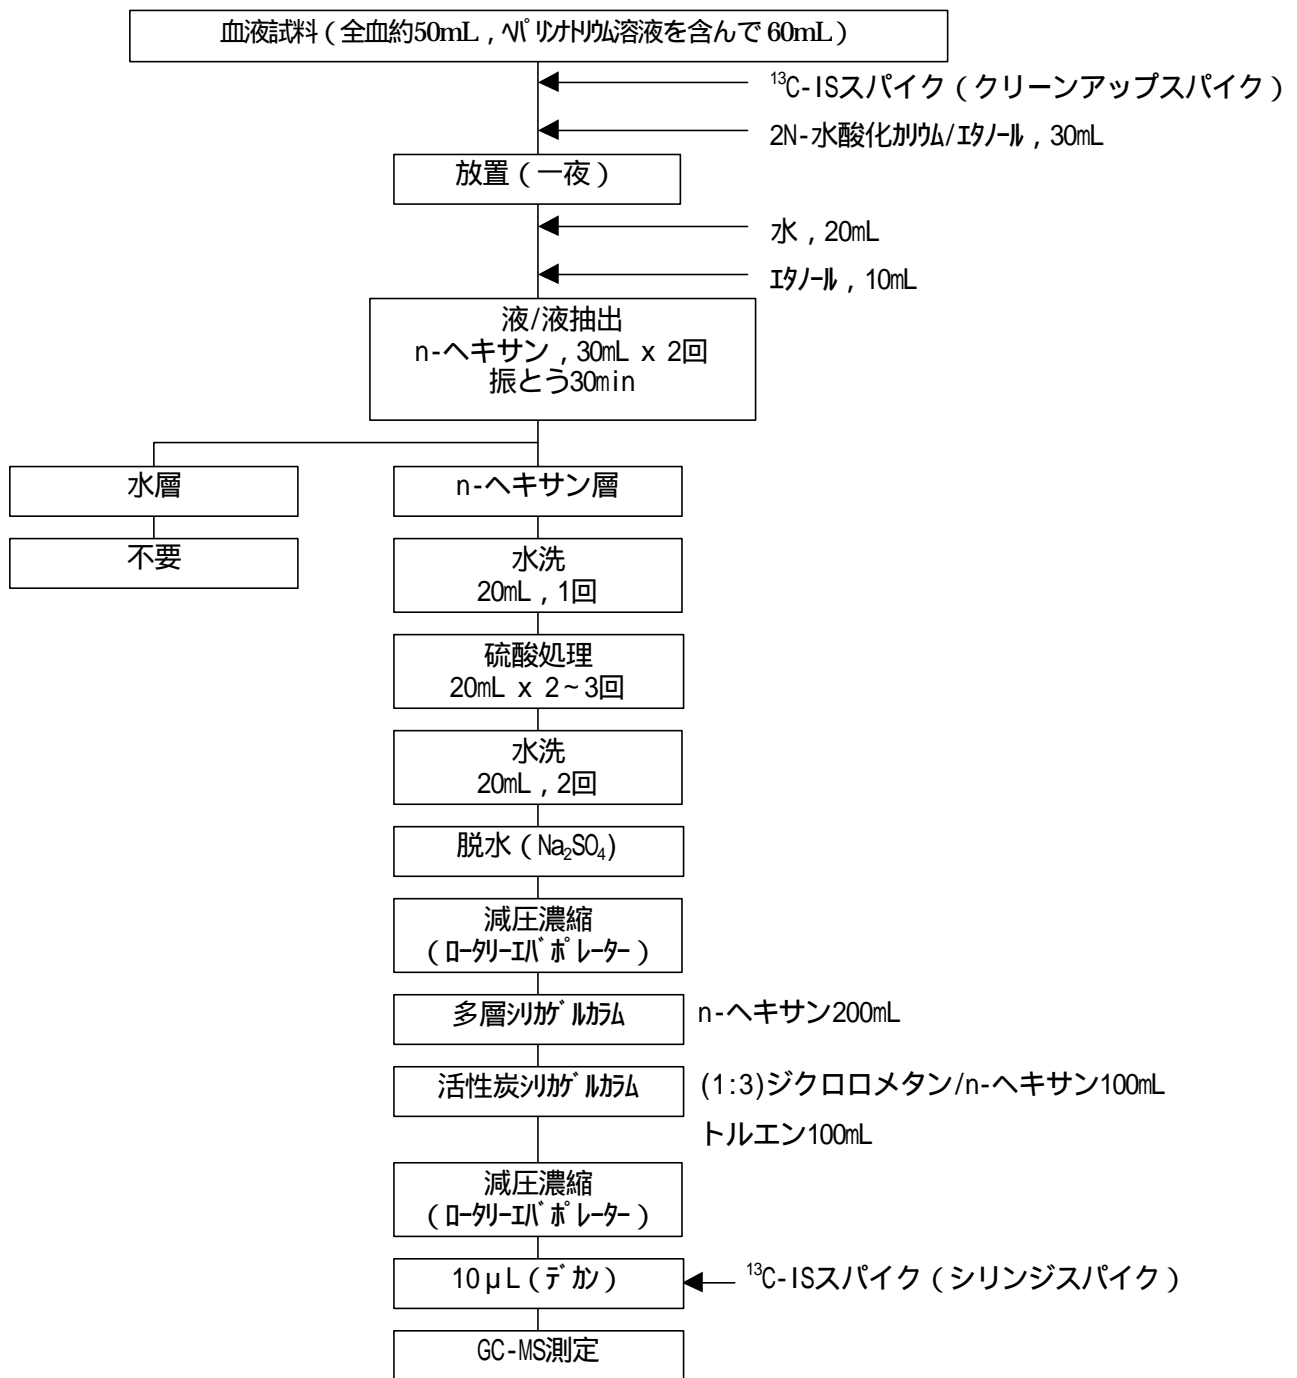 血液試料（全血約50mL，ﾍﾊﾟﾘﾝﾅﾄﾘｳﾑ溶液を含んで60mL）
¹³C-ISスパイク（クリーンアップスパイク）
2N-水酸化ｶﾘｳﾑ/ｴﾀﾉｰﾙ，30mL
放置（一夜）
水，20mL
ｴﾀﾉｰﾙ，10mL
液/液抽出
n-ヘキサン，30mL x 2回
振とう30min
水層
n-ヘキサン層
不要
水洗
20mL，1回
硫酸処理
20mL x 2~3回
水洗
20mL，2回
脱水（Na₂SO₄)
減圧濃縮
（ﾛｰﾀﾘｰｴﾊﾞﾎﾟﾚｰﾀｰ）
多層ｼﾘｶｹﾞﾙｶﾗﾑ
n-ヘキサン200mL
活性炭ｼﾘｶｹﾞﾙｶﾗﾑ
(1:3)ジクロロメタン/n-ヘキサン100mL
トルエン100mL
減圧濃縮
（ﾛｰﾀﾘｰｴﾊﾞﾎﾟﾚｰﾀｰ）
10μL（ﾃﾞｶﾝ）
¹³C-ISスパイク（シリンジスパイク）
GC-MS測定